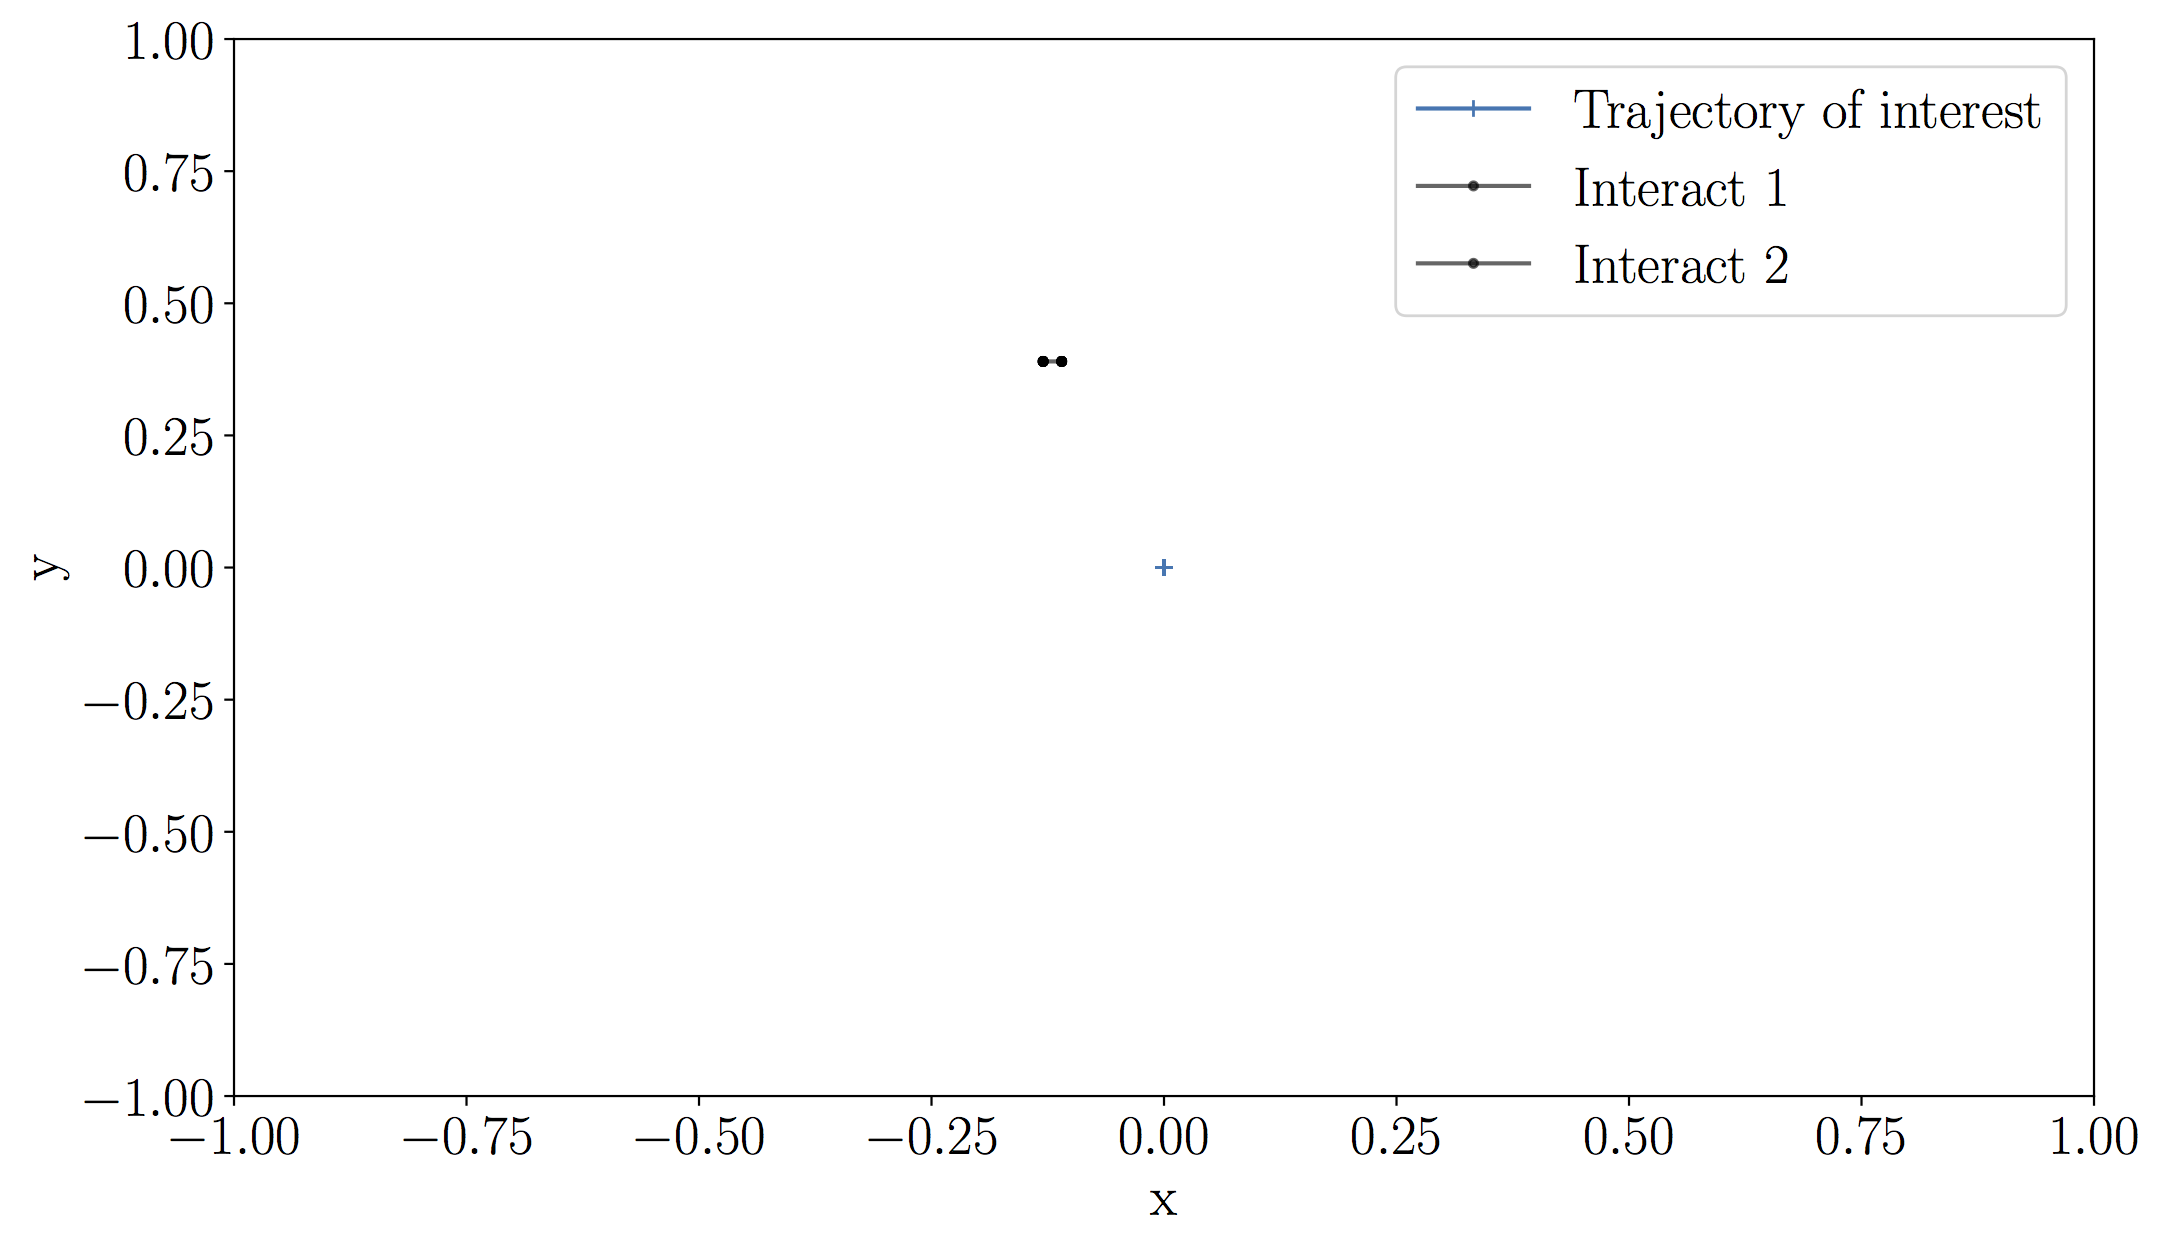 1.00
0.75
0.50
0.25
0.00
−0.25
−0.50
−0.75
−1.00
y
Trajectory of interest
Interact 1
Interact 2
−1.00 −0.75 −0.50 −0.25 0.00 0.25 0.50 0.75 1.00
x